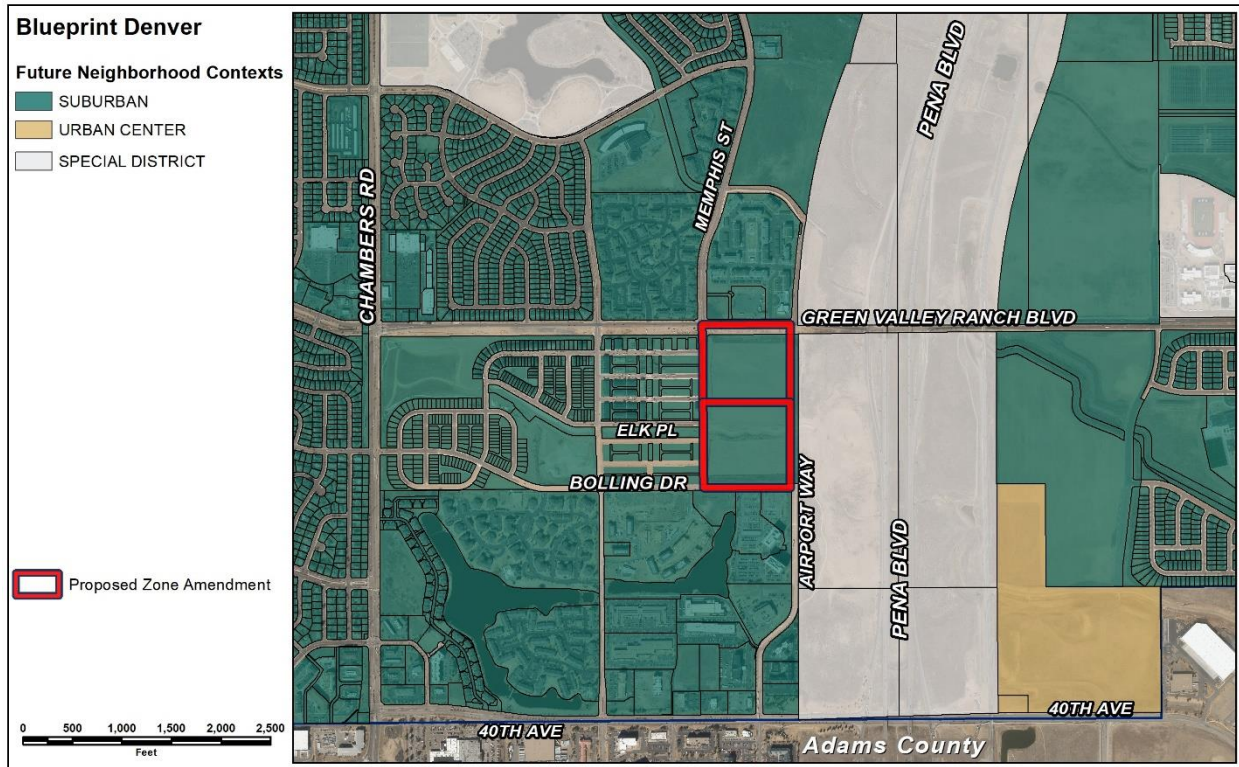 Blueprint Denver
Future Neighborhood Contexts
SUBURBAN
URBAN CENTER
SPECIAL DISTRICT
Proposed Zone Amendment
0 500 1,000 1,500 2,000 2,500
Feet
PENA BLVD
MEMPHIS ST
CHAMBERS RD
GREEN VALLEY RANCH BLVD
ELK PL
BOLLING DR
AIRPORT WAY
PENA BLVD
40TH AVE
40TH AVE
Adams County